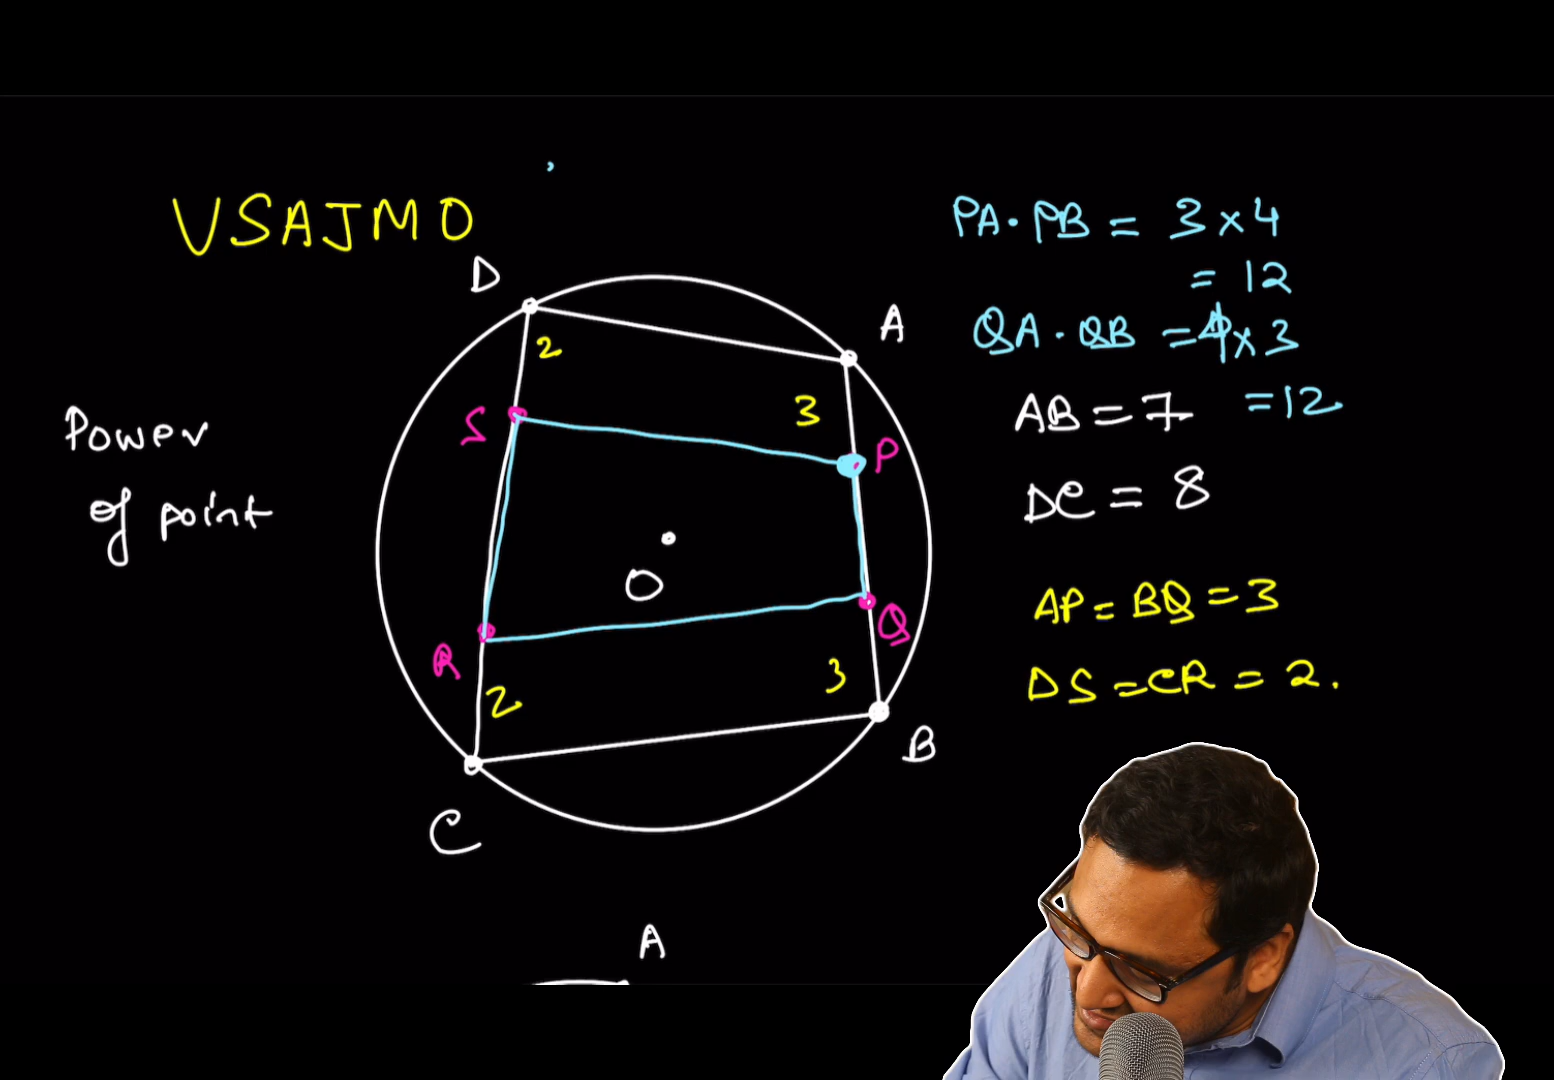 USAJMO
D
A
2
3
S
P
Power
of point
O
R
Q
2
3
B
C
A
PA · PB = 3 x 4
= 12
QA · QB = 4 x 3
AB = 7 = 12
DC = 8
AP = BQ = 3
DS = CR = 2.